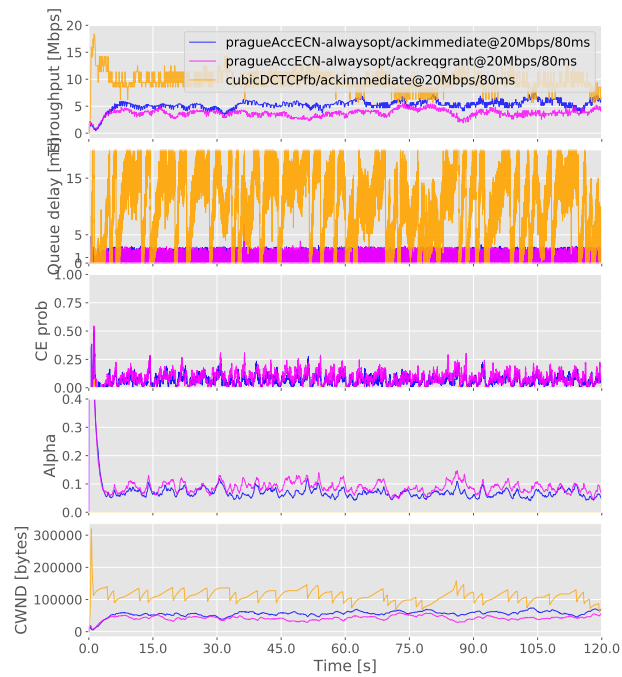 20
15
10
5
0
Throughput [Mbps]
pragueAccECN-alwaysopt/ackimmediate@20Mbps/80ms
pragueAccECN-alwaysopt/ackreqgrant@20Mbps/80ms
cubicDCTCPfb/ackimmediate@20Mbps/80ms
15
5
1
0
Queue delay [ms]
1.00
0.75
0.50
0.25
0.00
CE prob
0.4
0.3
0.2
0.1
0.0
Alpha
300000
200000
100000
0
CWND [bytes]
0.0 15.0 30.0 45.0 60.0 75.0 90.0 105.0 120.0
Time [s]